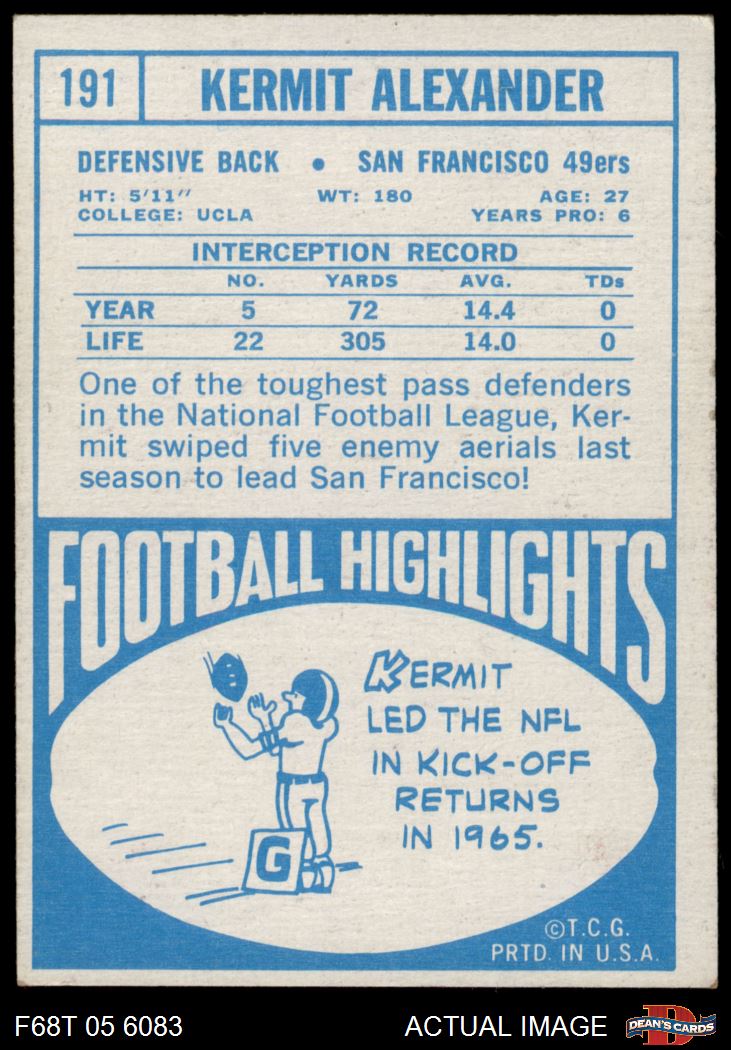 191 KERMIT ALEXANDER
DEFENSIVE BACK • SAN FRANCISCO 49ers
HT: 5'11" WT: 180 AGE: 27
COLLEGE: UCLA YEARS PRO: 6
INTERCEPTION RECORD
NO. YARDS AVG. TDs
YEAR 5 72 14.4 0
LIFE 22 305 14.0 0
One of the toughest pass defenders
in the National Football League, Ker-
mit swiped five enemy aerials last
season to lead San Francisco!
FOOTBALL HIGHLIGHTS
KERMIT
LED THE NFL
IN KICK-OFF
RETURNS
IN 1965.
G
©T.C.G.
PRTD. IN U.S.A.
F68T 05 6083 ACTUAL IMAGE D DEAN'S CARDS